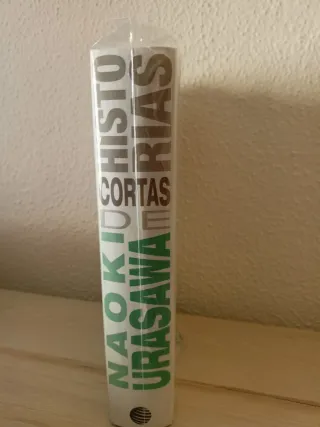 HISTO
RIAS
CORTAS
DE
NAOKI
URASAWA